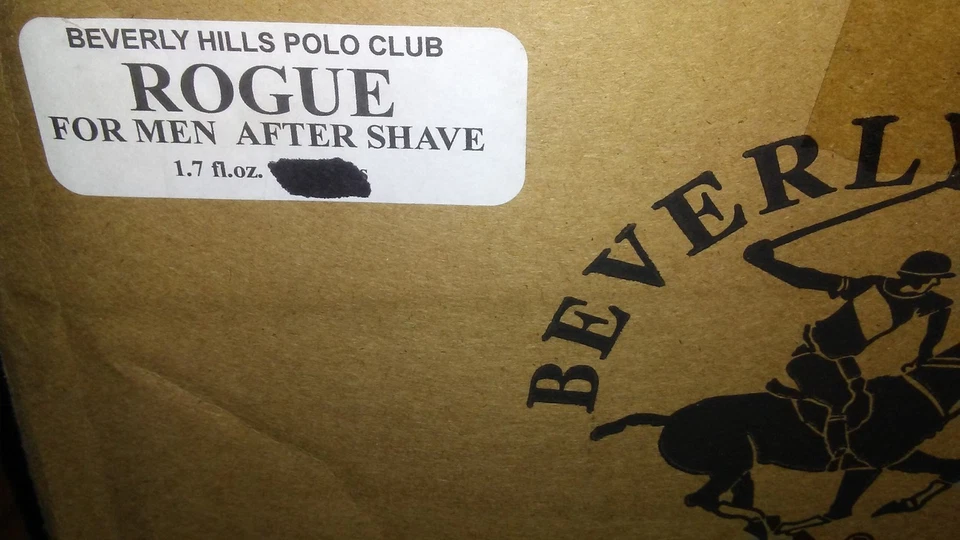 BEVERLY HILLS POLO CLUB
ROGUE
FOR MEN AFTER SHAVE
1.7 fl.oz.
BEVERL